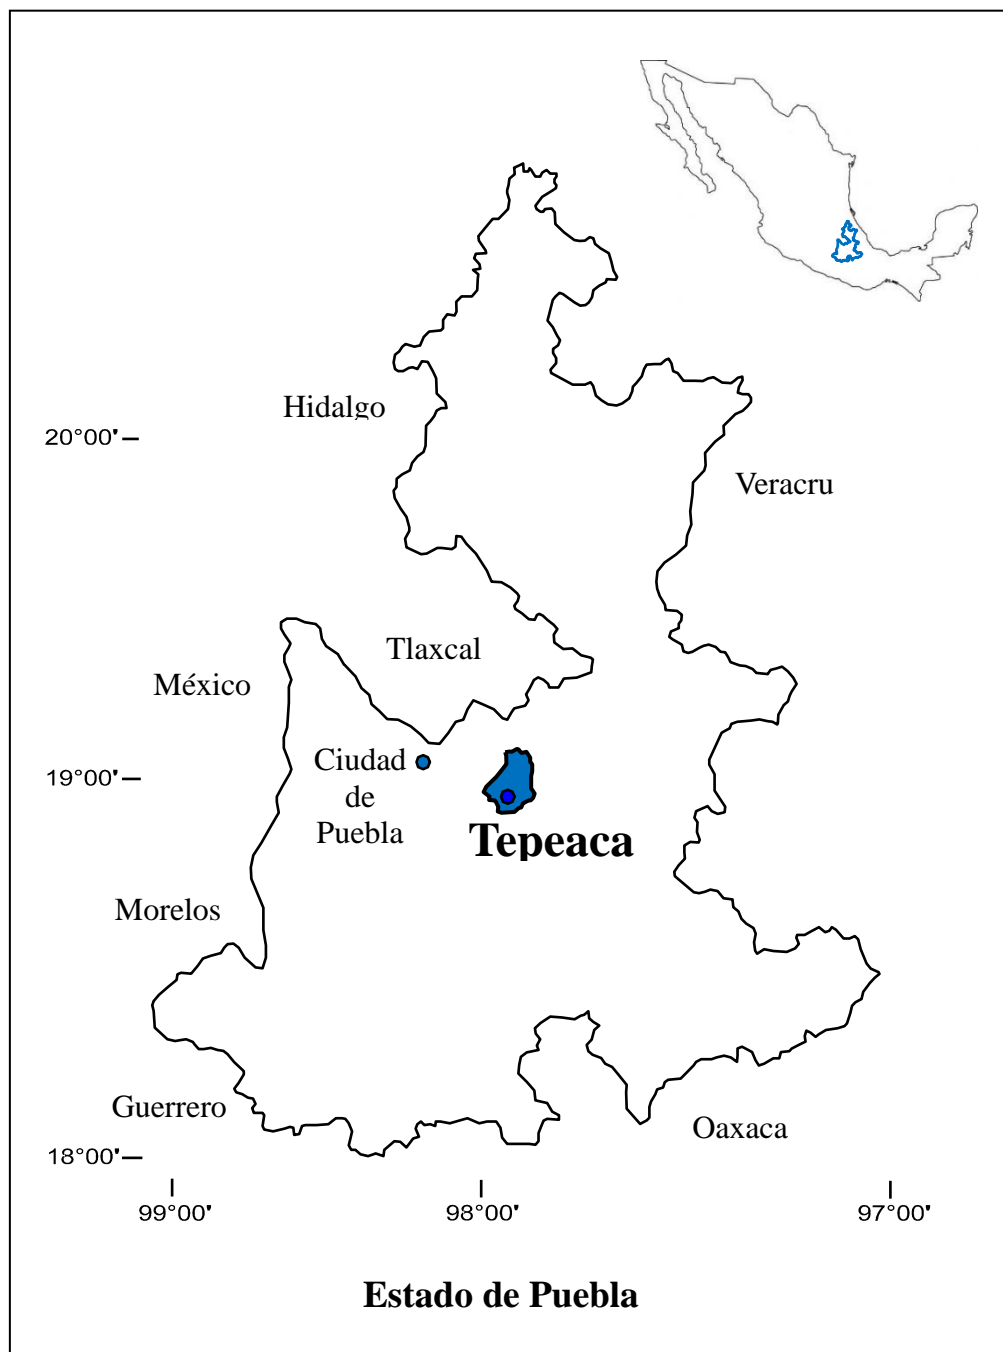 Hidalgo
20°00'
Veracru
Tlaxcal
México
Ciudad
de
Puebla
19°00'
Tepeaca
Morelos
Guerrero
Oaxaca
18°00'
99°00'
98°00'
97°00'
Estado de Puebla